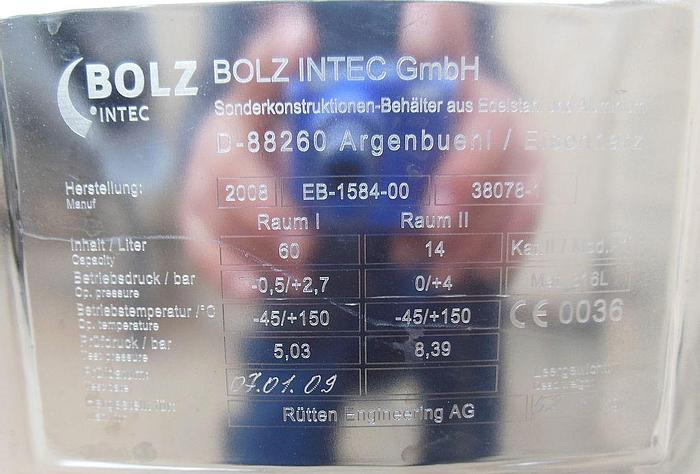 BOLZ
INTEC
BOLZ INTEC GmbH
Sonderkonstruktionen-Behälter aus Edelstahl und Aluminium
D-88260 Argenbuehl /
Herstellung: 2008 EB-1584-00 38078-
Manuf
Raum I Raum II
Inhalt / Liter 60 14
Capacity
Betriebsdruck / bar -0,5/+2,7 0/+4
Op. pressure
Betriebstemperatur /°C -45/+150 -45/+150 CE 0036
Op. temperature
Prüfdruck / bar 5,03 8,39
Test pressure
07.01.09
Leergewicht
Rütten Engineering AG